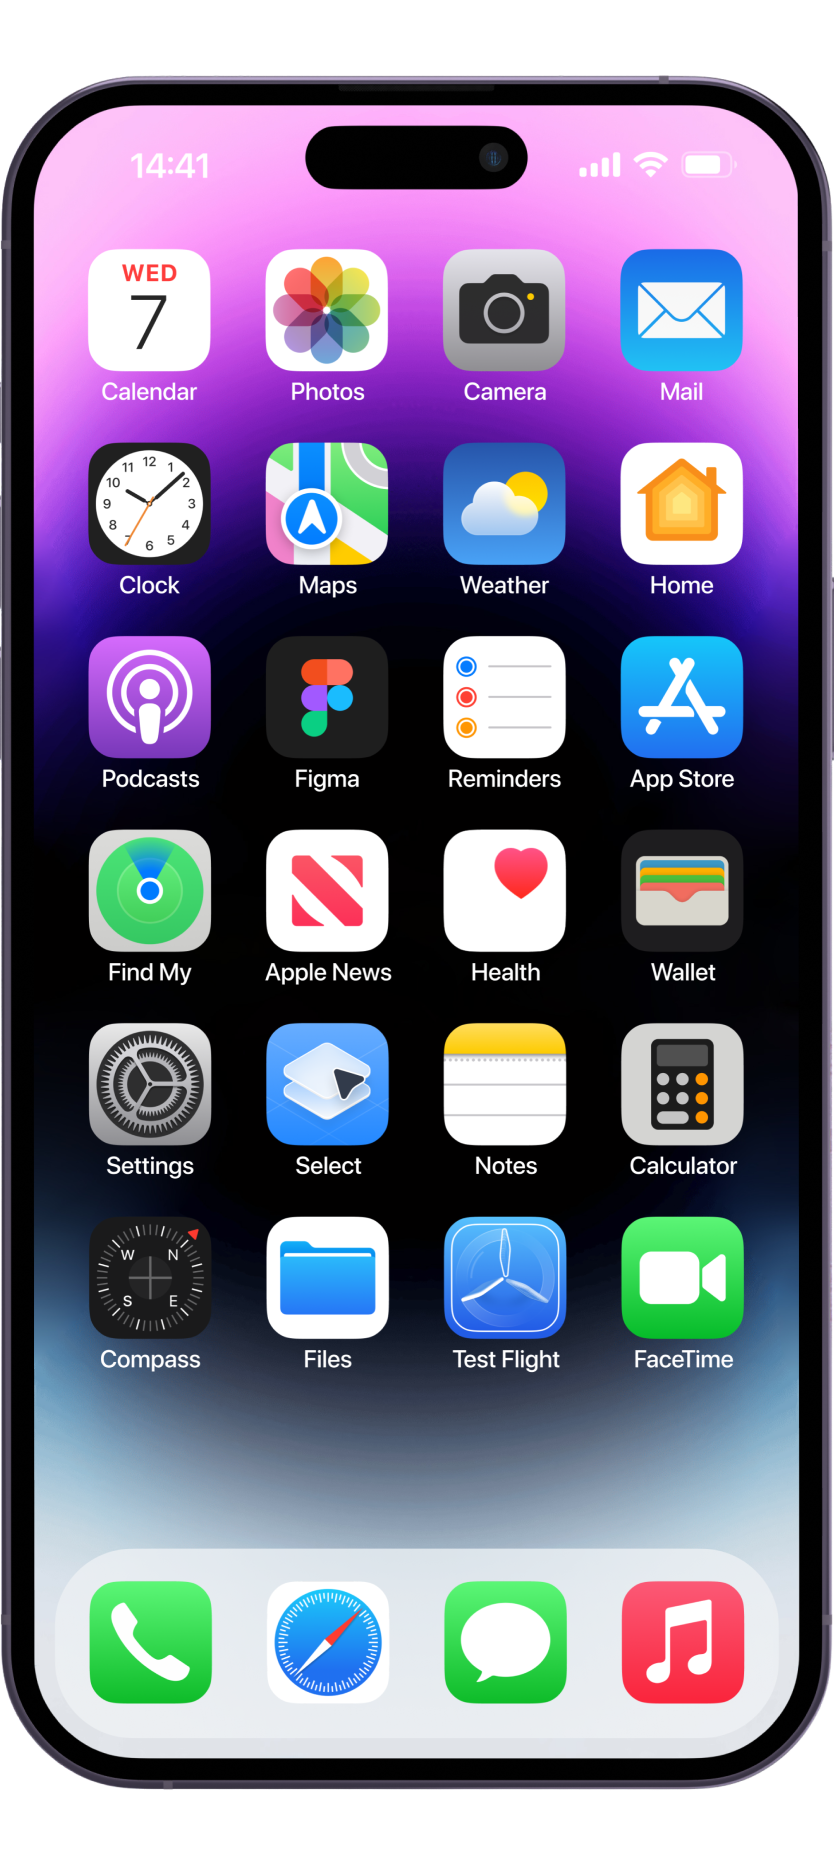 14:41
WED
7
Calendar
Photos
Camera
Mail
12
11 1
10 2
9 3
8 4
7 5
6
Clock
Maps
Weather
Home
Podcasts
Figma
Reminders
App Store
Find My
Apple News
Health
Wallet
Settings
Select
Notes
Calculator
W N
S E
Compass
Files
Test Flight
FaceTime